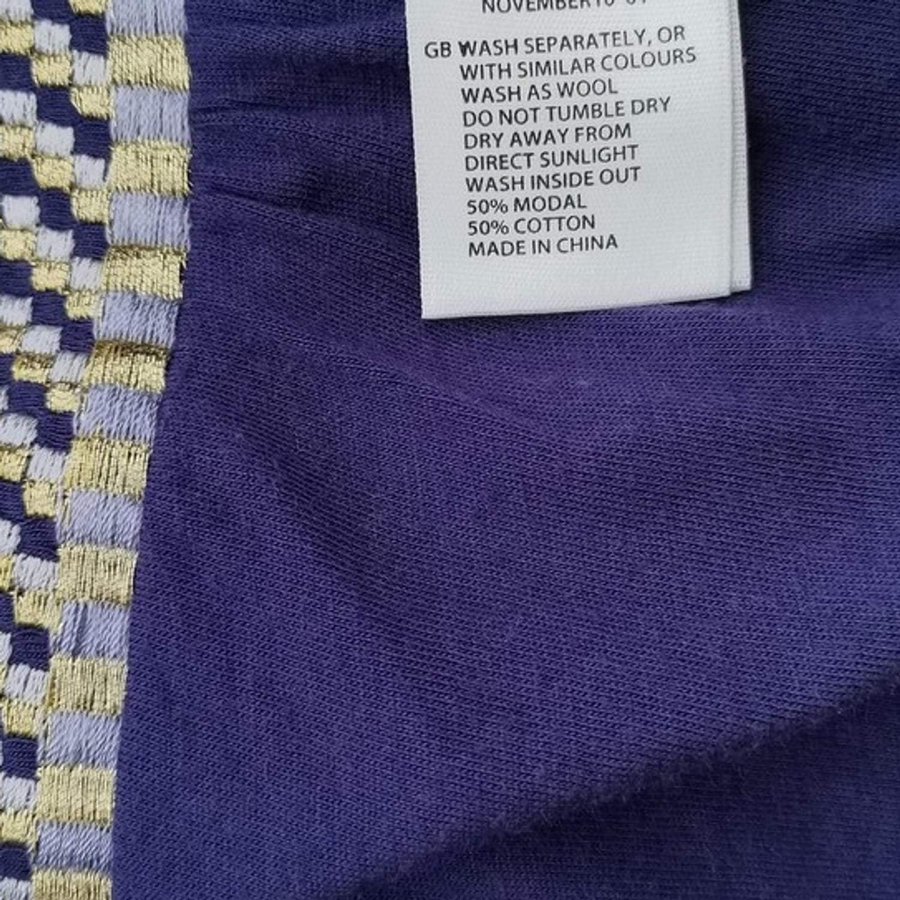 GB WASH SEPARATELY, OR
WITH SIMILAR COLOURS
WASH AS WOOL
DO NOT TUMBLE DRY
DRY AWAY FROM
DIRECT SUNLIGHT
WASH INSIDE OUT
50% MODAL
50% COTTON
MADE IN CHINA